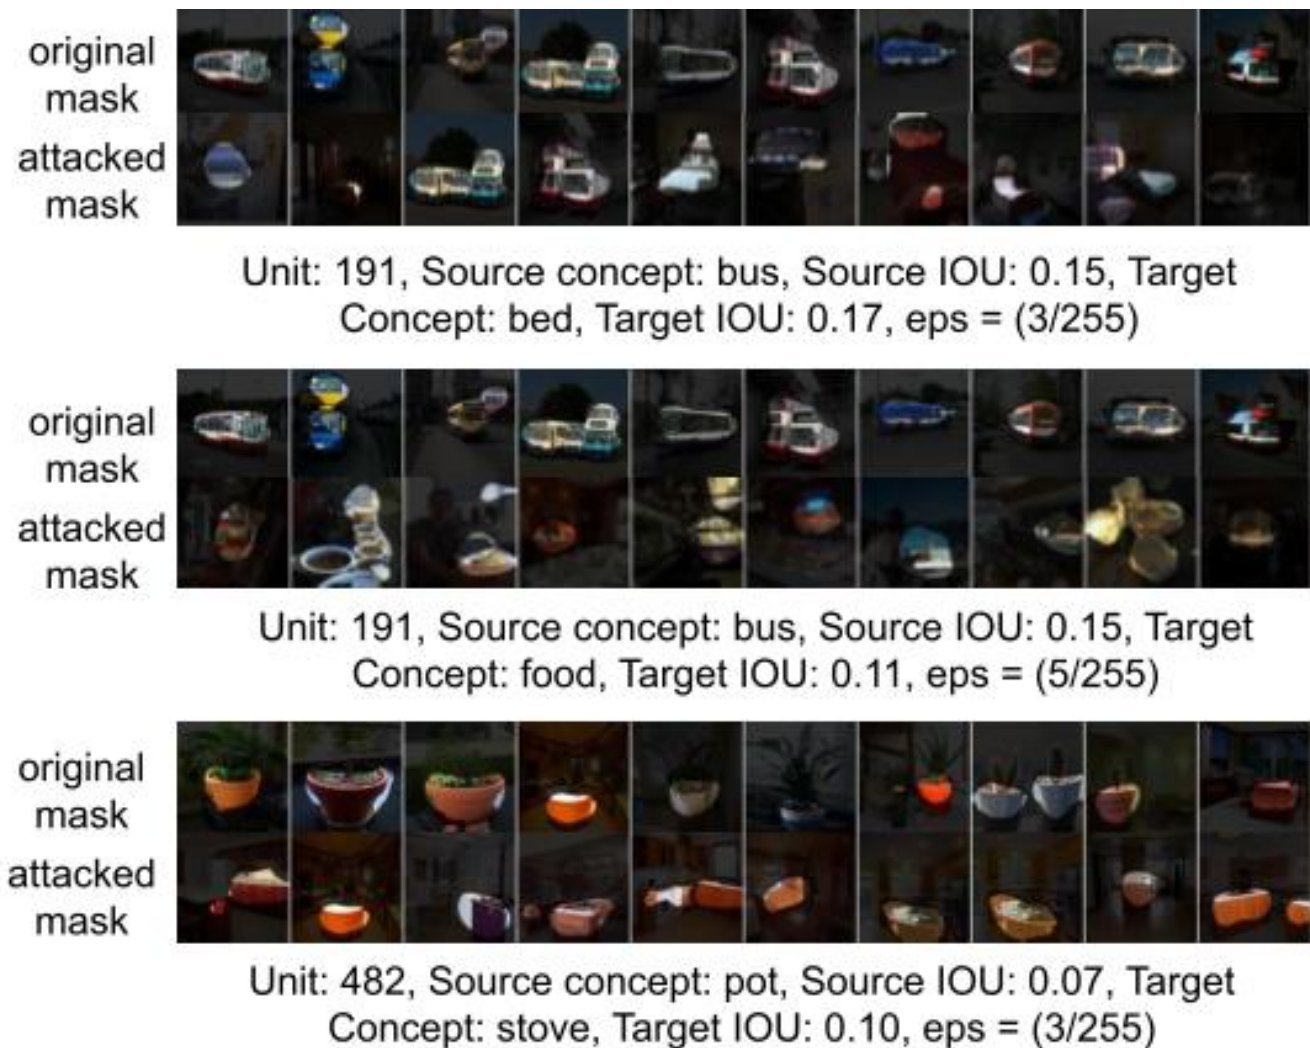 original
mask
attacked
mask
Unit: 191, Source concept: bus, Source IOU: 0.15, Target
Concept: bed, Target IOU: 0.17, eps = (3/255)
original
mask
attacked
mask
Unit: 191, Source concept: bus, Source IOU: 0.15, Target
Concept: food, Target IOU: 0.11, eps = (5/255)
original
mask
attacked
mask
Unit: 482, Source concept: pot, Source IOU: 0.07, Target
Concept: stove, Target IOU: 0.10, eps = (3/255)